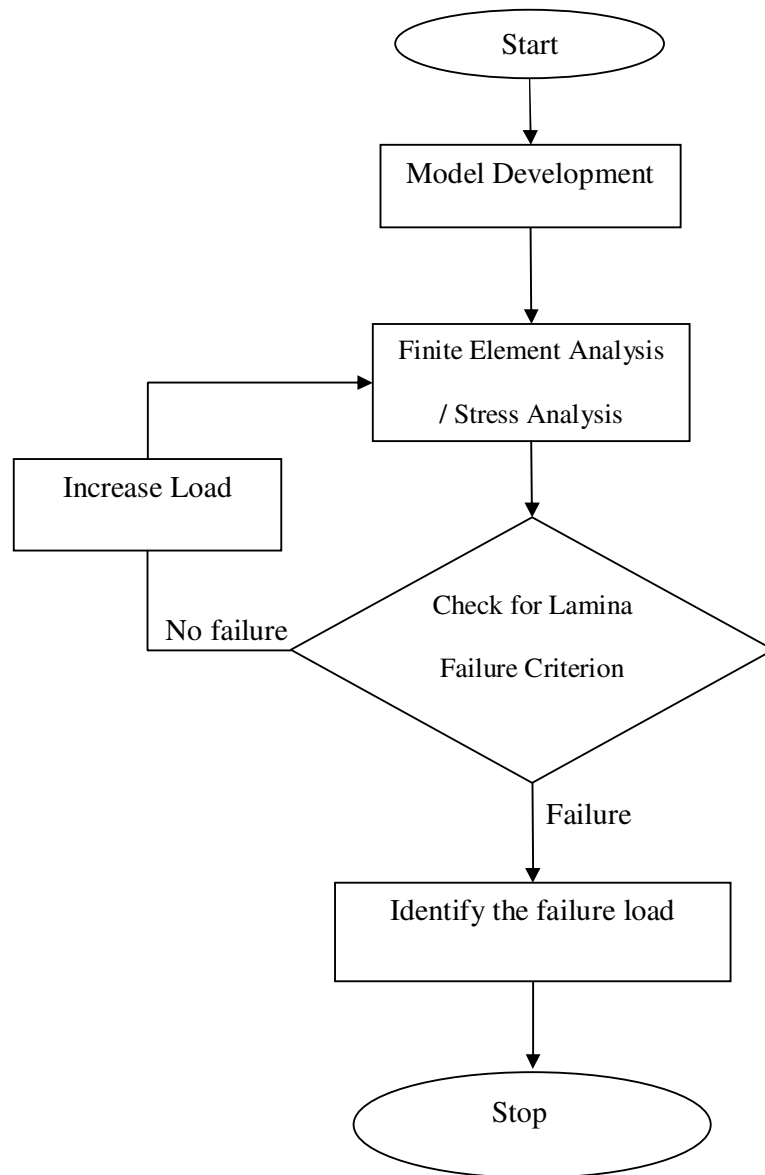 Start
Model Development
Finite Element Analysis
/ Stress Analysis
Increase Load
Check for Lamina
Failure Criterion
No failure
Failure
Identify the failure load
Stop